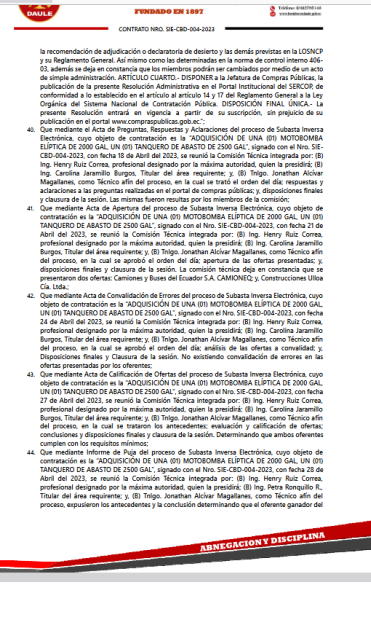 DAULE
FUNDADO EN 1897
CONTRATO NRO. SIE-CBD-004-2023
la recomendación de adjudicación o declaratoria de desierto y las demás previstas en la LOSNCP
y su Reglamento General. Así mismo como las determinadas en la norma de control interno 406-
03, además se deja en constancia que los miembros podrán ser cambiados por medio de un acto
de simple administración. ARTÍCULO CUARTO.- DISPONER a la Jefatura de Compras Públicas, la
publicación de la presente Resolución Administrativa en el Portal Institucional del SERCOP, de
conformidad a lo establecido en el artículo al artículo 14 y 17 del Reglamento General a la Ley
Orgánica del Sistema Nacional de Contratación Pública. DISPOSICIÓN FINAL ÚNICA.- La
presente Resolución entrará en vigencia a partir de su suscripción, sin prejuicio de su
publicación en el portal www.compraspublicas.gob.ec.";
40. Que mediante el Acta de Preguntas, Respuestas y Aclaraciones del proceso de Subasta Inversa
Electrónica, cuyo objeto de contratación es la "ADQUISICIÓN DE UNA (01) MOTOBOMBA
ELÍPTICA DE 2000 GAL, UN (01) TANQUERO DE ABASTO DE 2500 GAL", signado con el Nro. SIE-
CBD-004-2023, con fecha 18 de Abril del 2023, se reunió la Comisión Técnica integrada por: (B)
Ing. Henry Ruiz Correa, profesional designado por la máxima autoridad, quien la presidirá; (B)
Ing. Carolina Jaramillo Burgos, Titular del área requirente; y, (B) Tnlgo. Jonathan Alcívar
Magallanes, como Técnico afín del proceso, en la cual se trató el orden del día; respuestas y
aclaraciones a las preguntas realizadas en el portal de compras públicas; y, disposiciones finales
y clausura de la sesión. Las mismas fueron resultas por los miembros de la comisión;
41. Que mediante Acta de Apertura del proceso de Subasta Inversa Electrónica, cuyo objeto de
contratación es la "ADQUISICIÓN DE UNA (01) MOTOBOMBA ELÍPTICA DE 2000 GAL, UN (01)
TANQUERO DE ABASTO DE 2500 GAL", signado con el Nro. SIE-CBD-004-2023, con fecha 21 de
Abril del 2023, se reunió la Comisión Técnica integrada por: (B) Ing. Henry Ruiz Correa,
profesional designado por la máxima autoridad, quien la presidirá; (B) Ing. Carolina Jaramillo
Burgos, Titular del área requirente; y, (B) Tnlgo. Jonathan Alcívar Magallanes, como Técnico afín
del proceso, en la cual se aprobó el orden del día; apertura de las ofertas presentadas; y,
disposiciones finales y clausura de la sesión. La comisión técnica deja en constancia que se
presentaron dos ofertas: Camiones y Buses del Ecuador S.A. CAMIONEQ; y, Construcciones Ulloa
Cía. Ltda.;
42. Que mediante Acta de Convalidación de Errores del proceso de Subasta Inversa Electrónica, cuyo
objeto de contratación es la "ADQUISICIÓN DE UNA (01) MOTOBOMBA ELÍPTICA DE 2000 GAL,
UN (01) TANQUERO DE ABASTO DE 2500 GAL", signado con el Nro. SIE-CBD-004-2023, con fecha
24 de Abril del 2023, se reunió la Comisión Técnica integrada por: (B) Ing. Henry Ruiz Correa,
profesional designado por la máxima autoridad, quien la presidirá; (B) Ing. Carolina Jaramillo
Burgos, Titular del área requirente; y, (B) Tnlgo. Jonathan Alcívar Magallanes, como Técnico afín
del proceso, en la cual se aprobó el orden del día; análisis de las ofertas a convalidad; y,
Disposiciones finales y Clausura de la sesión. No existiendo convalidación de errores en las
ofertas presentadas por los oferentes;
43. Que mediante Acta de Calificación de Ofertas del proceso de Subasta Inversa Electrónica, cuyo
objeto de contratación es la "ADQUISICIÓN DE UNA (01) MOTOBOMBA ELÍPTICA DE 2000 GAL,
UN (01) TANQUERO DE ABASTO DE 2500 GAL", signado con el Nro. SIE-CBD-004-2023, con fecha
27 de Abril del 2023, se reunió la Comisión Técnica integrada por: (B) Ing. Henry Ruiz Correa,
profesional designado por la máxima autoridad, quien la presidirá; (B) Ing. Carolina Jaramillo
Burgos, Titular del área requirente; y, (B) Tnlgo. Jonathan Alcívar Magallanes, como Técnico afín
del proceso, en la cual se trataron los antecedentes; evaluación y calificación de ofertas;
conclusiones y disposiciones finales y clausura de la sesión. Determinando que ambos oferentes
cumplen con los requisitos mínimos;
44. Que mediante Informe de Puja del proceso de Subasta Inversa Electrónica, cuyo objeto de
contratación es la "ADQUISICIÓN DE UNA (01) MOTOBOMBA ELÍPTICA DE 2000 GAL, UN (01)
TANQUERO DE ABASTO DE 2500 GAL", signado con el Nro. SIE-CBD-004-2023, con fecha 28 de
Abril del 2023, se reunió la Comisión Técnica integrada por: (B) Ing. Henry Ruiz Correa,
profesional designado por la máxima autoridad, quien la presidirá; (B) Ing. Petra Ronquillo R.,
Titular del área requirente; y, (B) Tnlgo. Jonathan Alcívar Magallanes, como Técnico afín del
proceso, expusieron los antecedentes y la conclusión determinando que el oferente ganador del
ABNEGACION Y DISCIPLINA